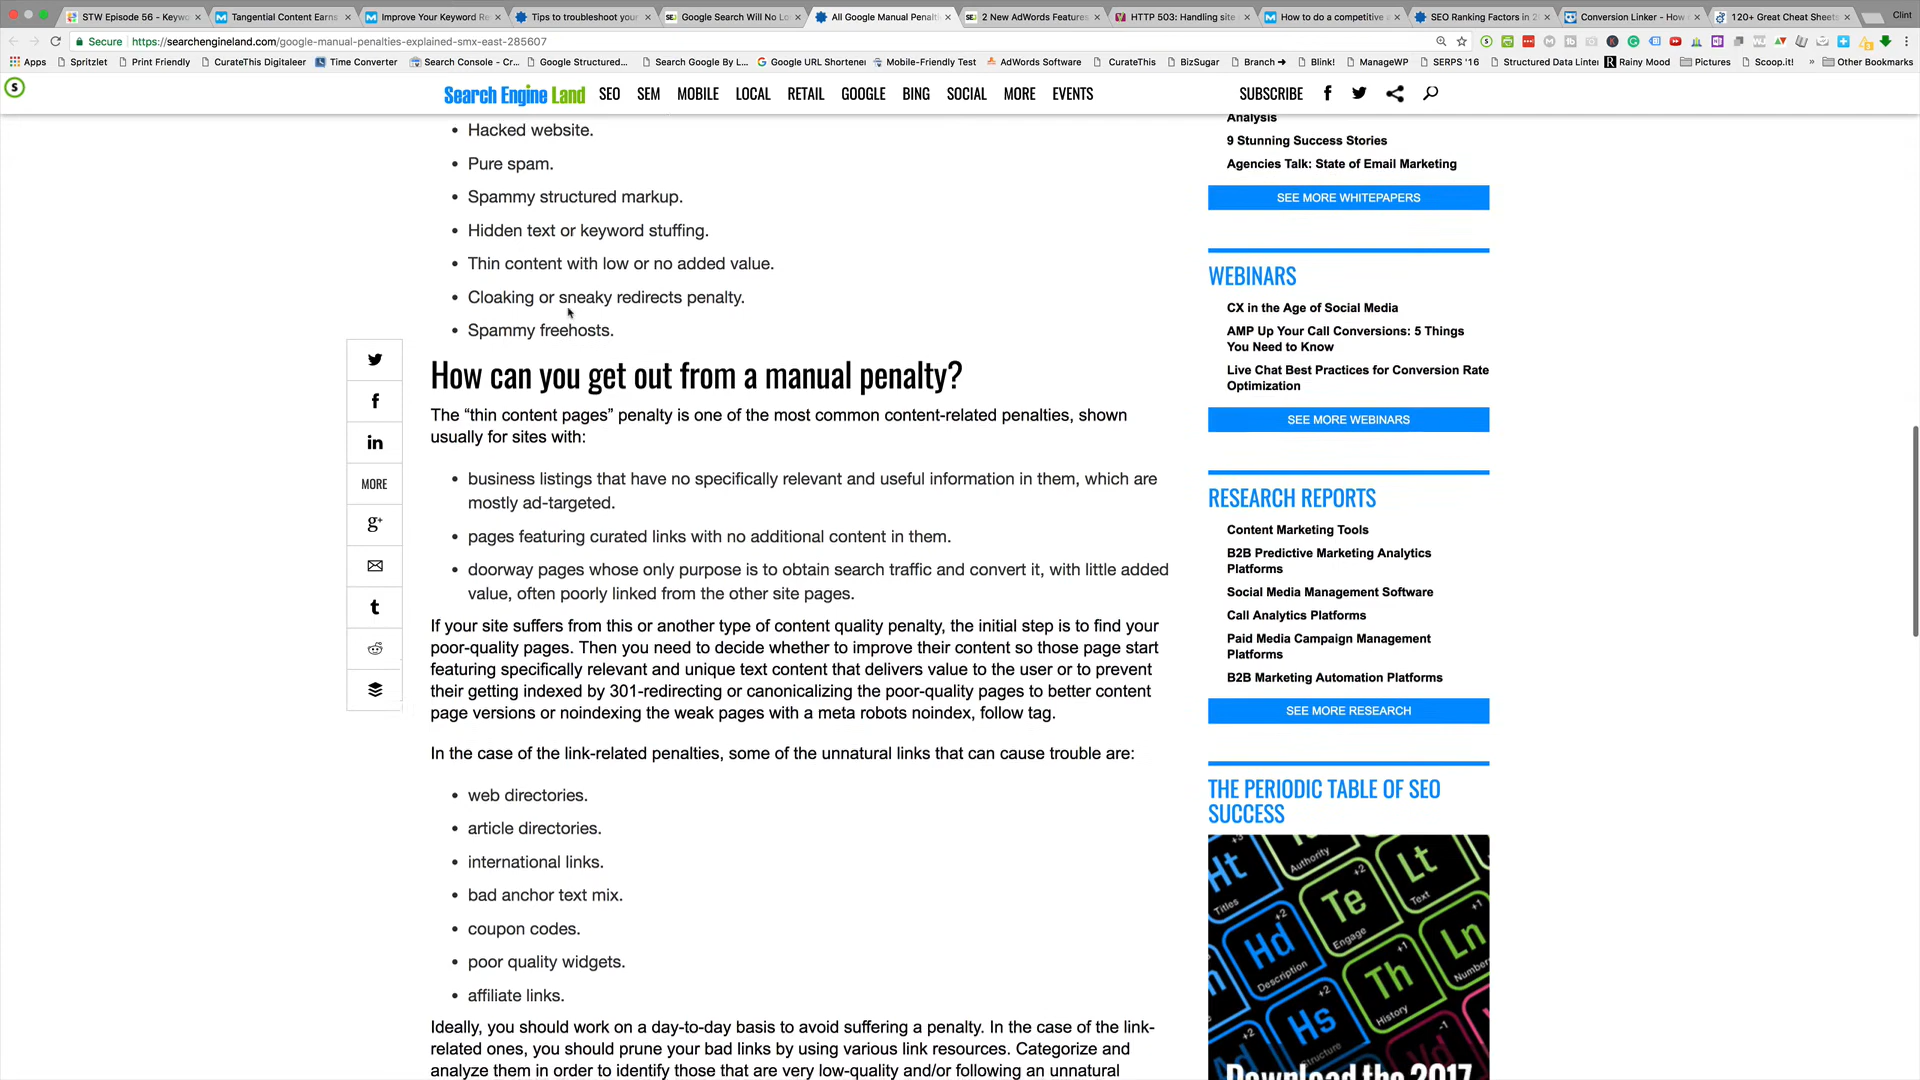 STW Episode 56 - Keyw
Tangential Content Earns
Improve Your Keyword Re
Tips to troubleshoot your
Google Search Will No Lo
All Google Manual Penalti
2 New AdWords Features
HTTP 503: Handling site
How to do a competitive a
SEO Ranking Factors in 2
Conversion Linker - How
120+ Great Cheat Sheets
Clint
Secure
https://searchengineland.com/google-manual-penalties-explained-smx-east-285607
Apps Spritzlet Print Friendly CurateThis Digitaleer Time Converter Search Console - Cr... Google Structured... Search Google By L... Google URL Shortener Mobile-Friendly Test AdWords Software CurateThis BizSugar Branch Blink! ManageWP SERPS '16 Structured Data Linter Rainy Mood Pictures Scoop.it! » Other Bookmarks
Search Engine Land SEO SEM MOBILE LOCAL RETAIL GOOGLE BING SOCIAL MORE EVENTS SUBSCRIBE
• Hacked website.
• Pure spam.
• Spammy structured markup.
• Hidden text or keyword stuffing.
• Thin content with low or no added value.
• Cloaking or sneaky redirects penalty.
• Spammy freehosts.
How can you get out from a manual penalty?
The “thin content pages” penalty is one of the most common content-related penalties, shown
usually for sites with:
• business listings that have no specifically relevant and useful information in them, which are
mostly ad-targeted.
• pages featuring curated links with no additional content in them.
• doorway pages whose only purpose is to obtain search traffic and convert it, with little added
value, often poorly linked from the other site pages.
If your site suffers from this or another type of content quality penalty, the initial step is to find your
poor-quality pages. Then you need to decide whether to improve their content so those page start
featuring specifically relevant and unique text content that delivers value to the user or to prevent
their getting indexed by 301-redirecting or canonicalizing the poor-quality pages to better content
page versions or noindexing the weak pages with a meta robots noindex, follow tag.
In the case of the link-related penalties, some of the unnatural links that can cause trouble are:
• web directories.
• article directories.
• international links.
• bad anchor text mix.
• coupon codes.
• poor quality widgets.
• affiliate links.
Ideally, you should work on a day-to-day basis to avoid suffering a penalty. In the case of the link-
related ones, you should prune your bad links by using various link resources. Categorize and
analyze them in order to identify those that are very low-quality and/or following an unnatural
MORE
Analysis
9 Stunning Success Stories
Agencies Talk: State of Email Marketing
SEE MORE WHITEPAPERS
WEBINARS
CX in the Age of Social Media
AMP Up Your Call Conversions: 5 Things
You Need to Know
Live Chat Best Practices for Conversion Rate
Optimization
SEE MORE WEBINARS
RESEARCH REPORTS
Content Marketing Tools
B2B Predictive Marketing Analytics
Platforms
Social Media Management Software
Call Analytics Platforms
Paid Media Campaign Management
Platforms
B2B Marketing Automation Platforms
SEE MORE RESEARCH
THE PERIODIC TABLE OF SEO
SUCCESS
Ht
Titles
Authority
+2
Te
Engage
Lt
Text
+2
Hd
Description
+1
Th
History
+1
Ln
+2
Hs
Structure
-1
Vd
Download the 2017